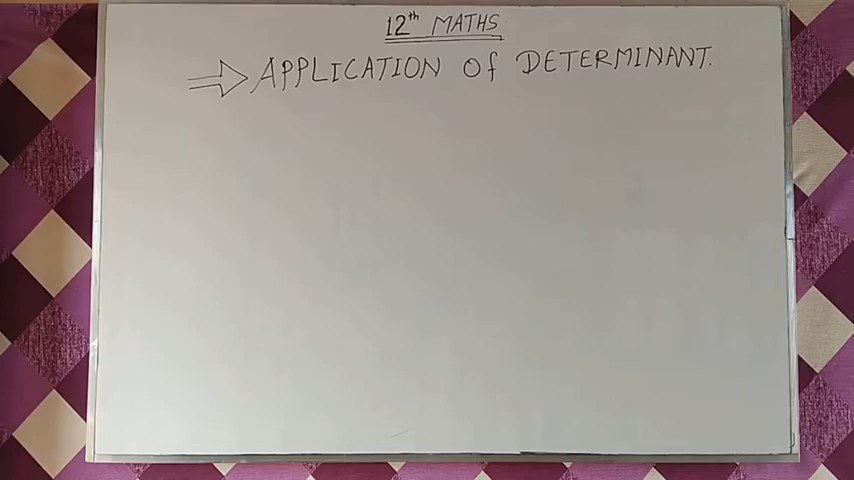 12th MATHS
⇒ APPLICATION Of DETERMINANT.